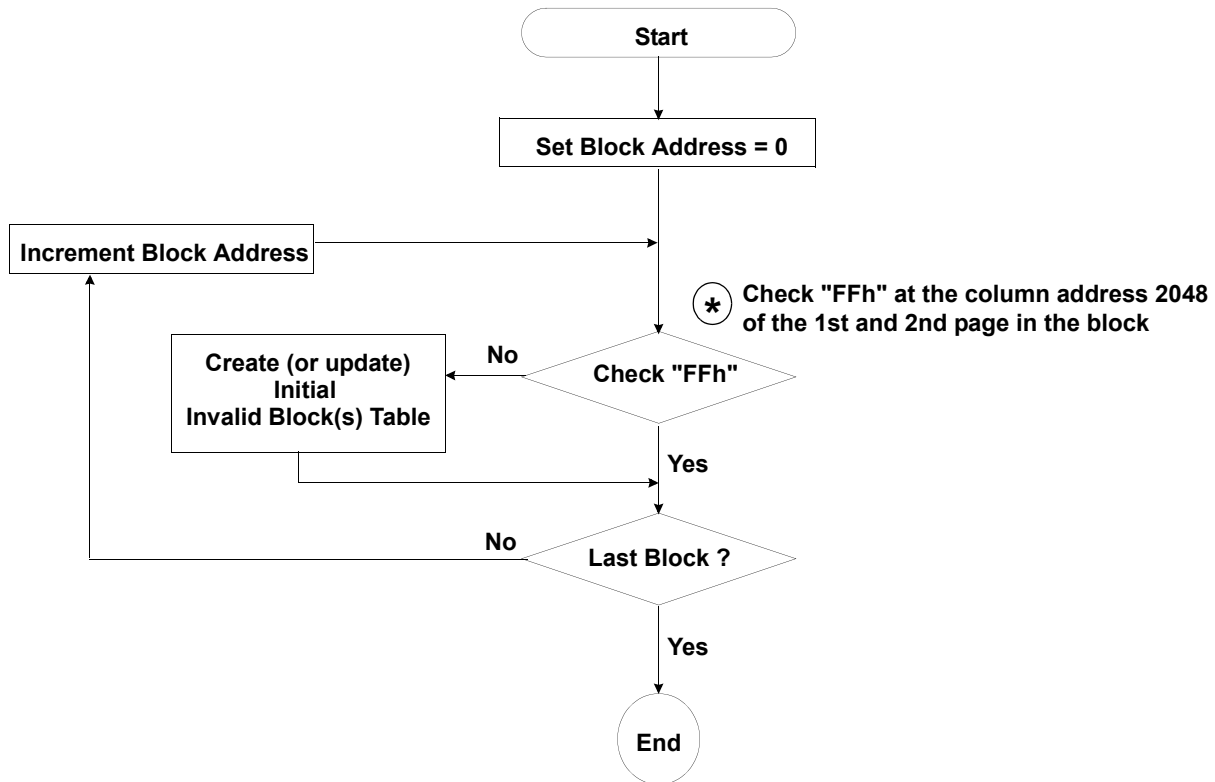 Start
Set Block Address = 0
Increment Block Address
*
Check "FFh" at the column address 2048
of the 1st and 2nd page in the block
No
Create (or update)
Initial
Invalid Block(s) Table
Check "FFh"
Yes
No
Last Block ?
Yes
End